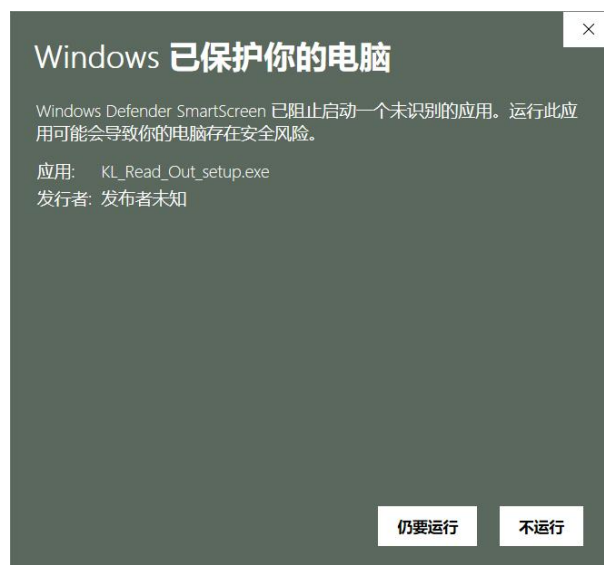 Windows 已保护你的电脑
Windows Defender SmartScreen 已阻止启动一个未识别的应用。运行此应
用可能会导致你的电脑存在安全风险。
应用: KL_Read_Out_setup.exe
发行者: 发布者未知
仍要运行 不运行